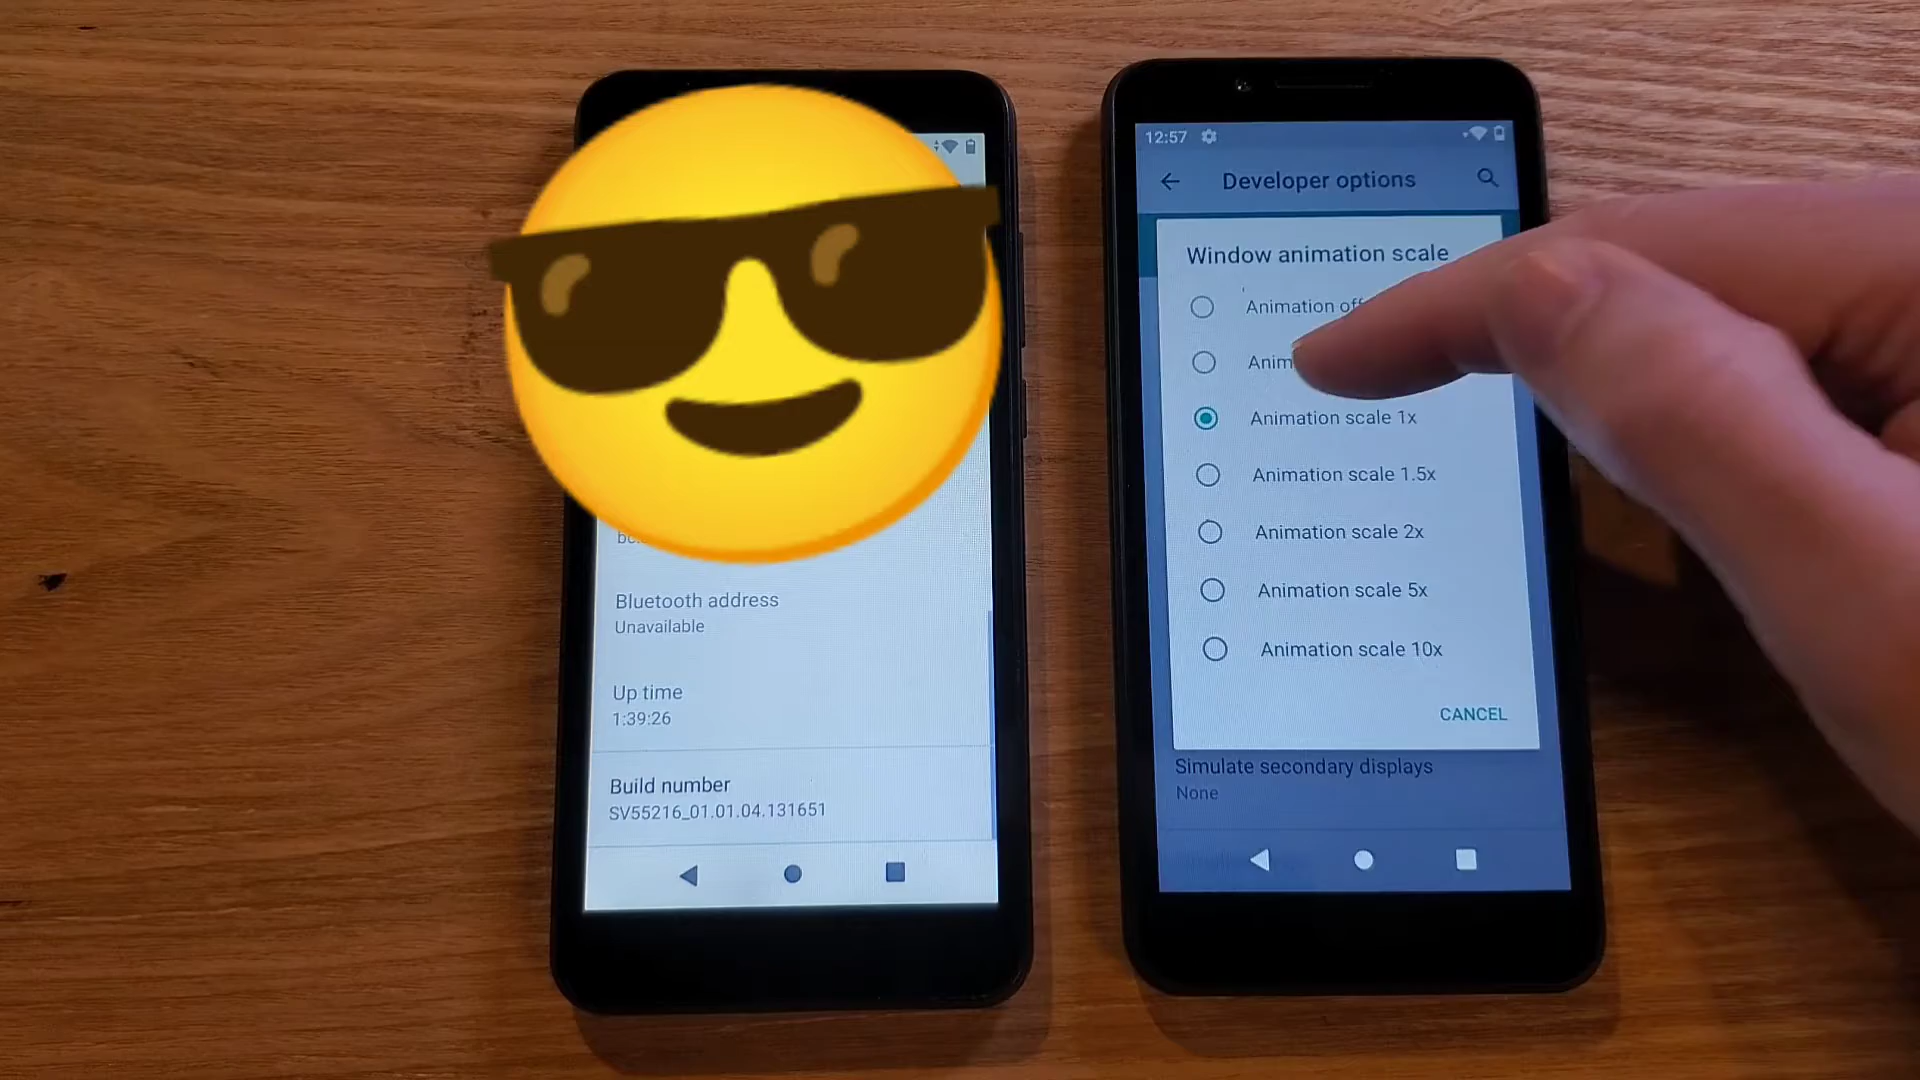 Bluetooth address
Unavailable
Up time
1:39:26
Build number
SV55216_01.01.04.131651
12:57
Developer options
Window animation scale
Animation
Animation scale 1x
Animation scale 1.5x
Animation scale 2x
Animation scale 5x
Animation scale 10x
CANCEL
Simulate secondary displays
None